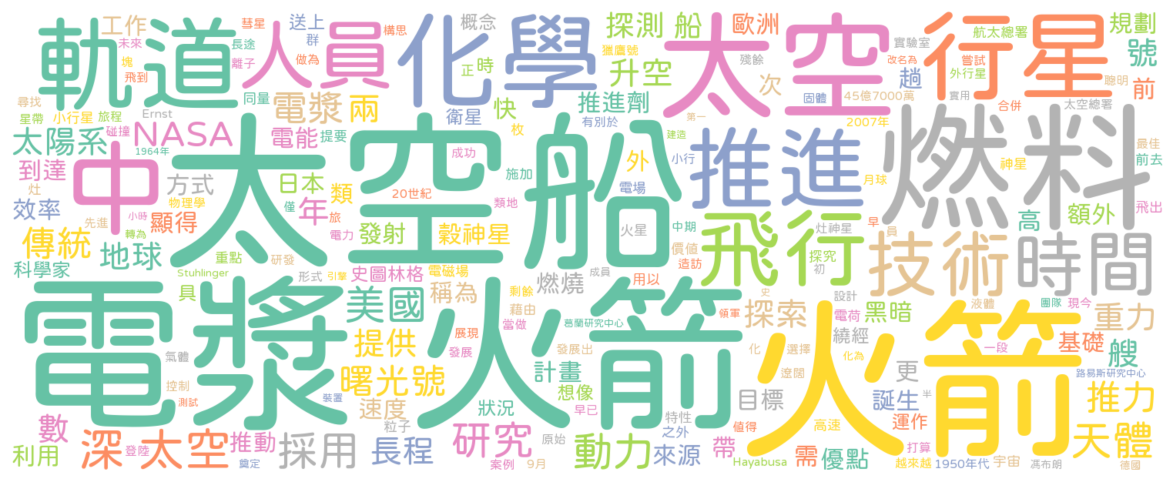 軌道 人員 化學 太空 行星
工作 未來 彗星 送上 群 構思 概念 探測 船 歐洲 實驗室 航太總署 規劃
塊 長途 做為 獵鷹號 殘餘 改名為 嘗試 號
飛到 離子 正 時 升空 次 趟 外行星 聰明 前
尋找 同量 電漿 兩 衛星 快 推進劑 固體 45億7000萬 實用 合併 太空總署
星帶 小行星 旅程 Ernst 提要 枚 有別於 第一 2007年
太陽系 碰撞 NASA 電能 成功 建造 最佳
1964年 中 太空船 外 小行 推進 燃料 神星 前去
到達 方式 日本 類 20世紀 施加 電場 月球
灶 物理學 僅 年 旅 類地 早 員 高 額外
效率 先進 顯得 小時 電力 發射 穀神星 火星 中期 飛行 灶神星 飛出
傳統 地球 轉為 重點 研發 史圖林格 電磁場 成員 價值 造訪 探究 初 技術 時間
科學家 Stuhlinger 形式 引擎 燃燒 用以
具 美國 稱為 剩餘 藉由 史 領軍 設計 液體 團隊 現今
電漿火箭 當做 展現 葛蘭研究中心 探索 電荷 黑暗 重力
氣體 提供 發展 發展出 化 選擇 繞經 化為 一段 基礎 艘
控制 曙光號 計畫 遼闊 更 火箭 路易斯研究中心
測試 裝置 速度 狀況 想像 早已 目標 誕生 半 推力
數 粒子 特性 值得 高速 運作 打算
深 太空 推動 採用 長程 研究 原始 之外 動力 來源 帶 需 優點 天體
利用 登陸 奠定 案例 9月 Hayabusa 越來越 1950年代 宇宙 馮布朗 德國